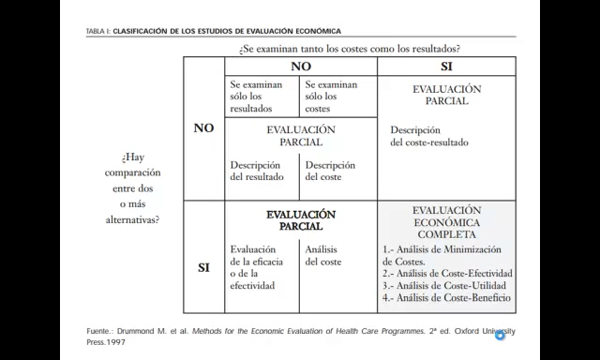 TABLA I: CLASIFICACIÓN DE LOS ESTUDIOS DE EVALUACIÓN ECONÓMICA
¿Se examinan tanto los costes como los resultados?
NO
SI
Se examinan
sólo los
resultados
Se examinan
sólo los
costes
EVALUACIÓN
PARCIAL
NO
EVALUACIÓN
PARCIAL
Descripción
del coste-resultado
Descripción
del resultado
Descripción
del coste
¿Hay
comparación
entre dos
o más
alternativas?
SI
EVALUACIÓN
PARCIAL
Evaluación
de la eficacia
o de la
efectividad
Análisis
del coste
EVALUACIÓN
ECONÓMICA
COMPLETA
1.- Análisis de Minimización
de Costes.
2.- Análisis de Coste-Efectividad
3.- Análisis de Coste-Utilidad
4.- Análisis de Coste-Beneficio
Fuente.: Drummond M. et al. Methods for the Economic Evaluation of Health Care Programmes. 2ª ed. Oxford University
Press.1997